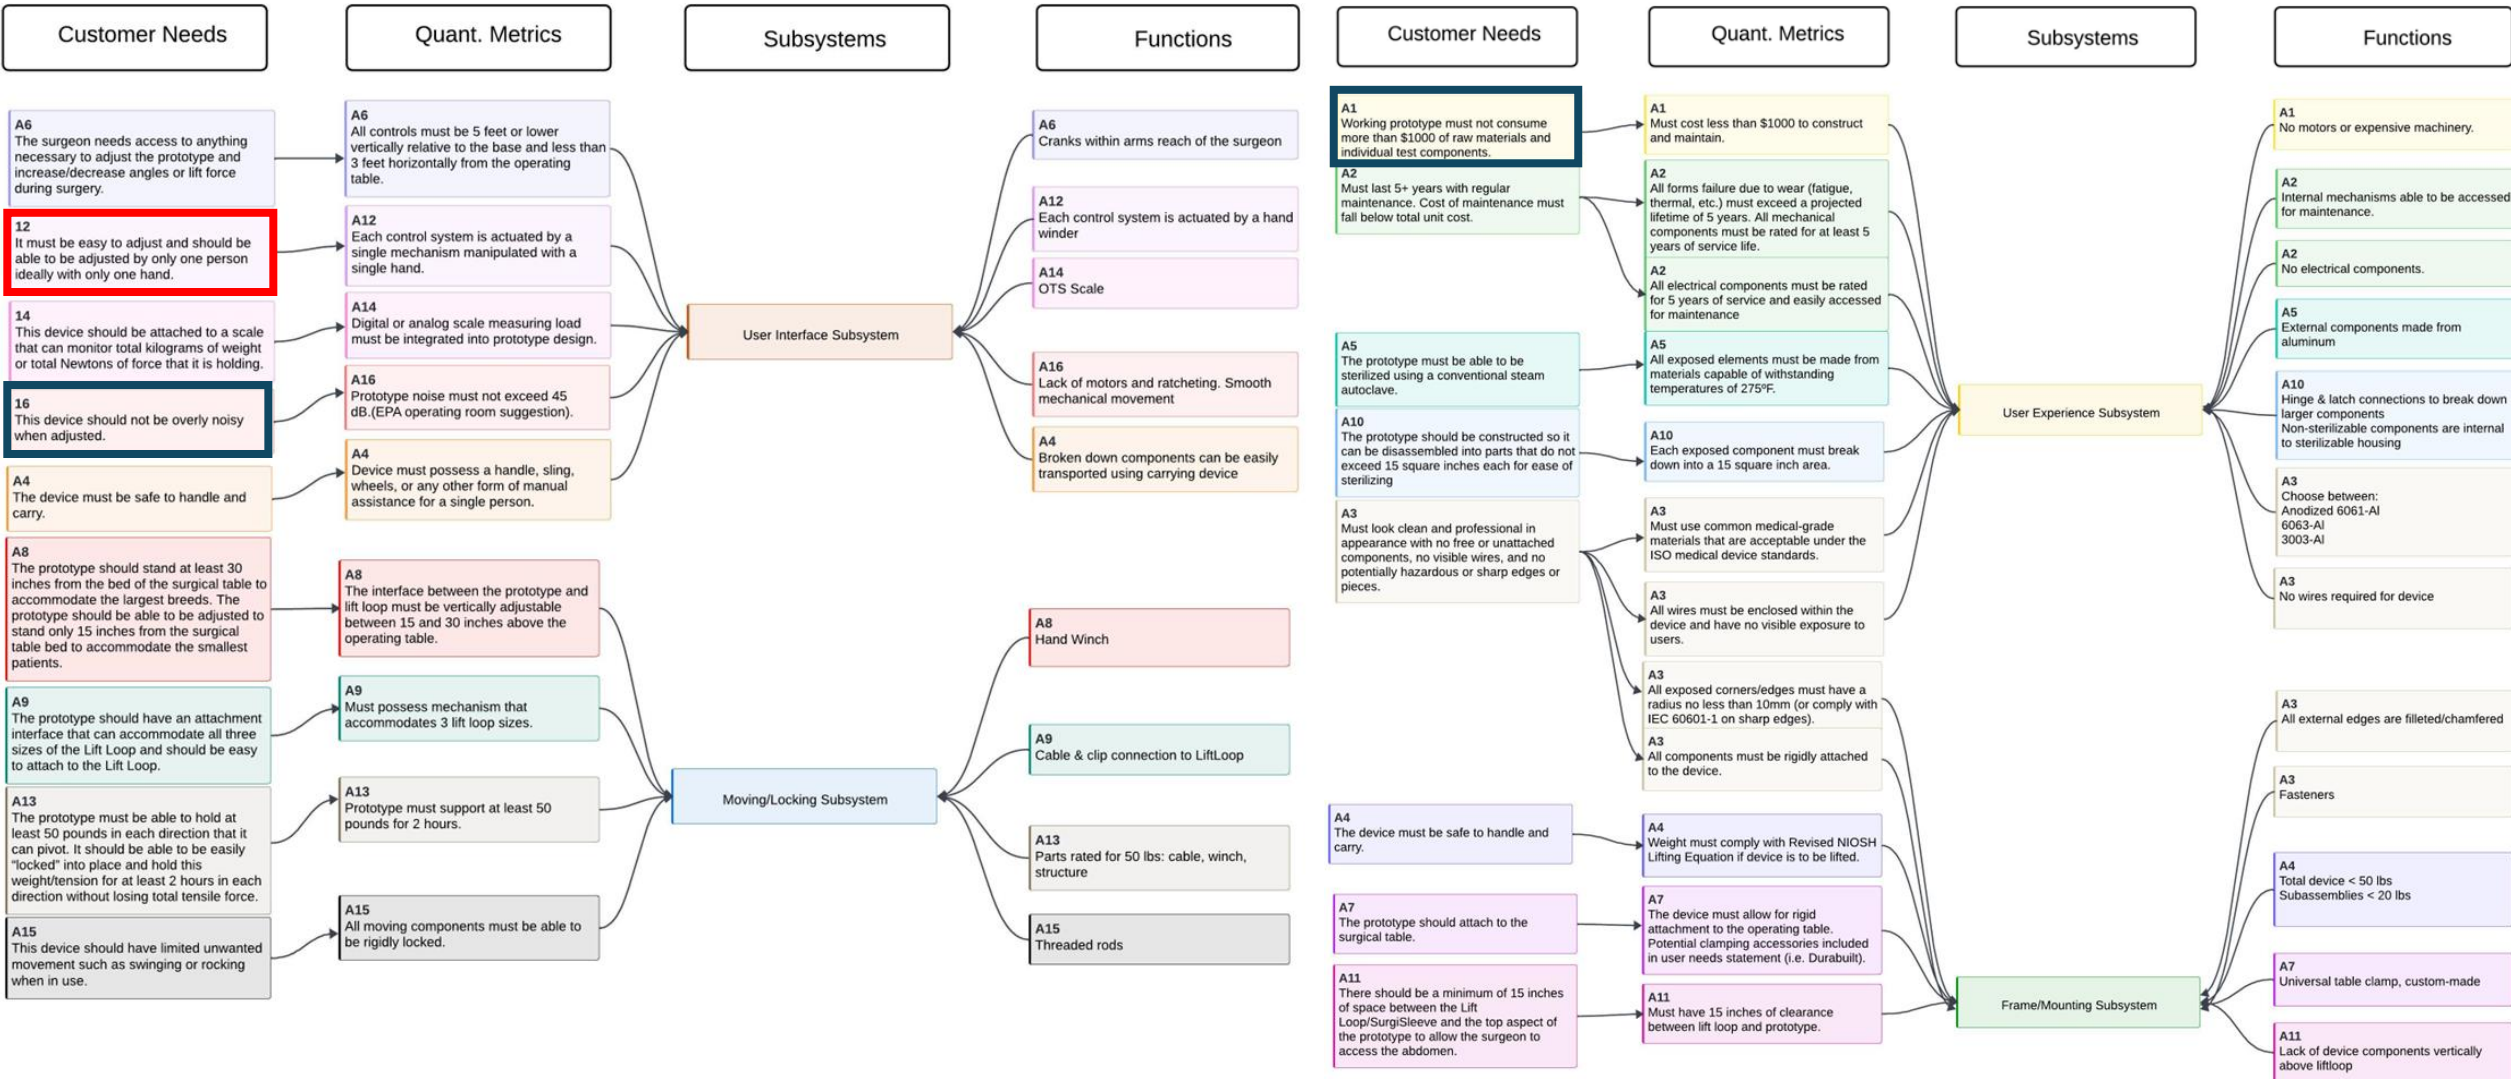 Customer Needs
Quant. Metrics
Subsystems
Functions
A6
The surgeon needs access to anything
necessary to adjust the prototype and
increase/decrease angles or lift force
during surgery.
A6
All controls must be 5 feet or lower
vertically relative to the base and less than
3 feet horizontally from the operating
table.
A6
Cranks within arms reach of the surgeon
12
It must be easy to adjust and should be
able to be adjusted by only one person
ideally with only one hand.
A12
Each control system is actuated by a
single mechanism manipulated with a
single hand.
A12
Each control system is actuated by a hand
winder
14
This device should be attached to a scale
that can monitor total kilograms of weight
or total Newtons of force that it is holding.
A14
Digital or analog scale measuring load
must be integrated into prototype design.
A14
OTS Scale
User Interface Subsystem
16
This device should not be overly noisy
when adjusted.
A16
Prototype noise must not exceed 45
dB.(EPA operating room suggestion).
A16
Lack of motors and ratcheting. Smooth
mechanical movement
A4
The device must be safe to handle and
carry.
A4
Device must possess a handle, sling,
wheels, or any other form of manual
assistance for a single person.
A4
Broken down components can be easily
transported using carrying device
A8
The prototype should stand at least 30
inches from the bed of the surgical table to
accommodate the largest breeds. The
prototype should be able to be adjusted to
stand only 15 inches from the surgical
table bed to accommodate the smallest
patients.
A8
The interface between the prototype and
lift loop must be vertically adjustable
between 15 and 30 inches above the
operating table.
A8
Hand Winch
A9
The prototype should have an attachment
interface that can accommodate all three
sizes of the Lift Loop and should be easy
to attach to the Lift Loop.
A9
Must possess mechanism that
accommodates 3 lift loop sizes.
A9
Cable & clip connection to LiftLoop
Moving/Locking Subsystem
A13
The prototype must be able to hold at
least 50 pounds in each direction that it
can pivot. It should be able to be easily
“locked” into place and hold this
weight/tension for at least 2 hours in each
direction without losing total tensile force.
A13
Prototype must support at least 50
pounds for 2 hours.
A13
Parts rated for 50 lbs: cable, winch,
structure
A15
This device should have limited unwanted
movement such as swinging or rocking
when in use.
A15
All moving components must be able to
be rigidly locked.
A15
Threaded rods
Customer Needs
Quant. Metrics
Subsystems
Functions
A1
Working prototype must not consume
more than $1000 of raw materials and
individual test components.
A1
Must cost less than $1000 to construct
and maintain.
A1
No motors or expensive machinery.
A2
Must last 5+ years with regular
maintenance. Cost of maintenance must
fall below total unit cost.
A2
All forms failure due to wear (fatigue,
thermal, etc.) must exceed a projected
lifetime of 5 years. All mechanical
components must be rated for at least 5
years of service life.
A2
All electrical components must be rated
for 5 years of service and easily accessed
for maintenance
A2
Internal mechanisms able to be accessed
for maintenance.
A2
No electrical components.
A5
The prototype must be able to be
sterilized using a conventional steam
autoclave.
A5
All exposed elements must be made from
materials capable of withstanding
temperatures of 275ºF.
A5
External components made from
aluminum
User Experience Subsystem
A10
The prototype should be constructed so it
can be disassembled into parts that do not
exceed 15 square inches each for ease of
sterilizing
A10
Each exposed component must break
down into a 15 square inch area.
A10
Hinge & latch connections to break down
larger components
Non-sterilizable components are internal
to sterilizable housing
A3
Must look clean and professional in
appearance with no free or unattached
components, no visible wires, and no
potentially hazardous or sharp edges or
pieces.
A3
Must use common medical-grade
materials that are acceptable under the
ISO medical device standards.
A3
All wires must be enclosed within the
device and have no visible exposure to
users.
A3
All exposed corners/edges must have a
radius no less than 10mm (or comply with
IEC 60601-1 on sharp edges).
A3
All components must be rigidly attached
to the device.
A3
Choose between:
Anodized 6061-Al
6063-Al
3003-Al
A3
No wires required for device
A3
All external edges are filleted/chamfered
A3
Fasteners
A4
The device must be safe to handle and
carry.
A4
Weight must comply with Revised NIOSH
Lifting Equation if device is to be lifted.
A4
Total device < 50 lbs
Subassemblies < 20 lbs
A7
The prototype should attach to the
surgical table.
A7
The device must allow for rigid
attachment to the operating table.
Potential clamping accessories included
in user needs statement (i.e. Durabuilt).
A7
Universal table clamp, custom-made
Frame/Mounting Subsystem
A11
There should be a minimum of 15 inches
of space between the Lift
Loop/SurgiSleeve and the top aspect of
the prototype to allow the surgeon to
access the abdomen.
A11
Must have 15 inches of clearance
between lift loop and prototype.
A11
Lack of device components vertically
above liftloop